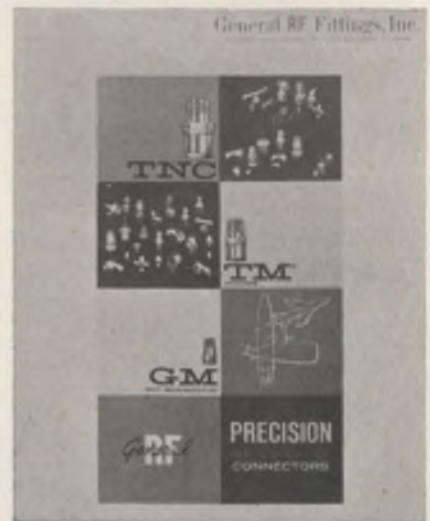 General RF Fittings, Inc.
TNC
TM
GM
General RF
PRECISION
CONNECTORS